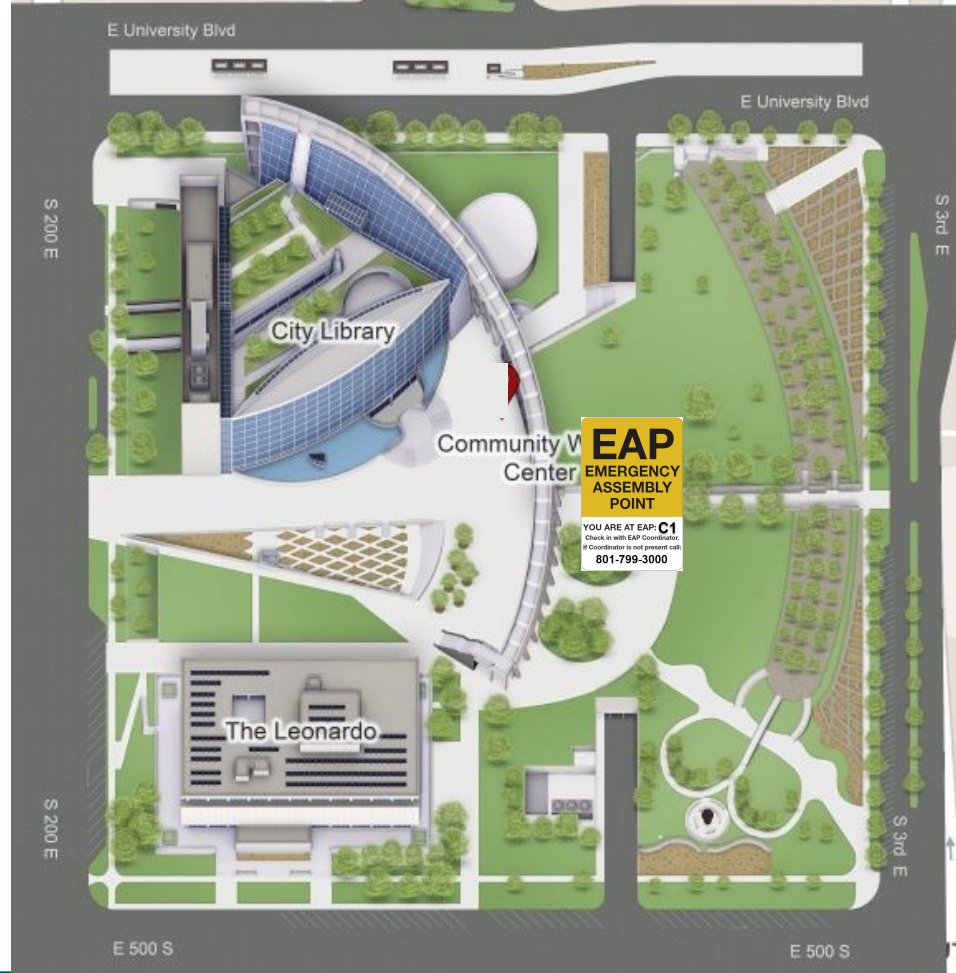 E University Blvd
E University Blvd
S 200 E
S 3rd E
City Library
Community W
Center
EAP
EMERGENCY
ASSEMBLY
POINT
YOU ARE AT EAP: C1
Check in with EAP Coordinator.
If Coordinator is not present call:
801-799-3000
The Leonardo
S 200 E
S 3rd E
E 500 S
E 500 S